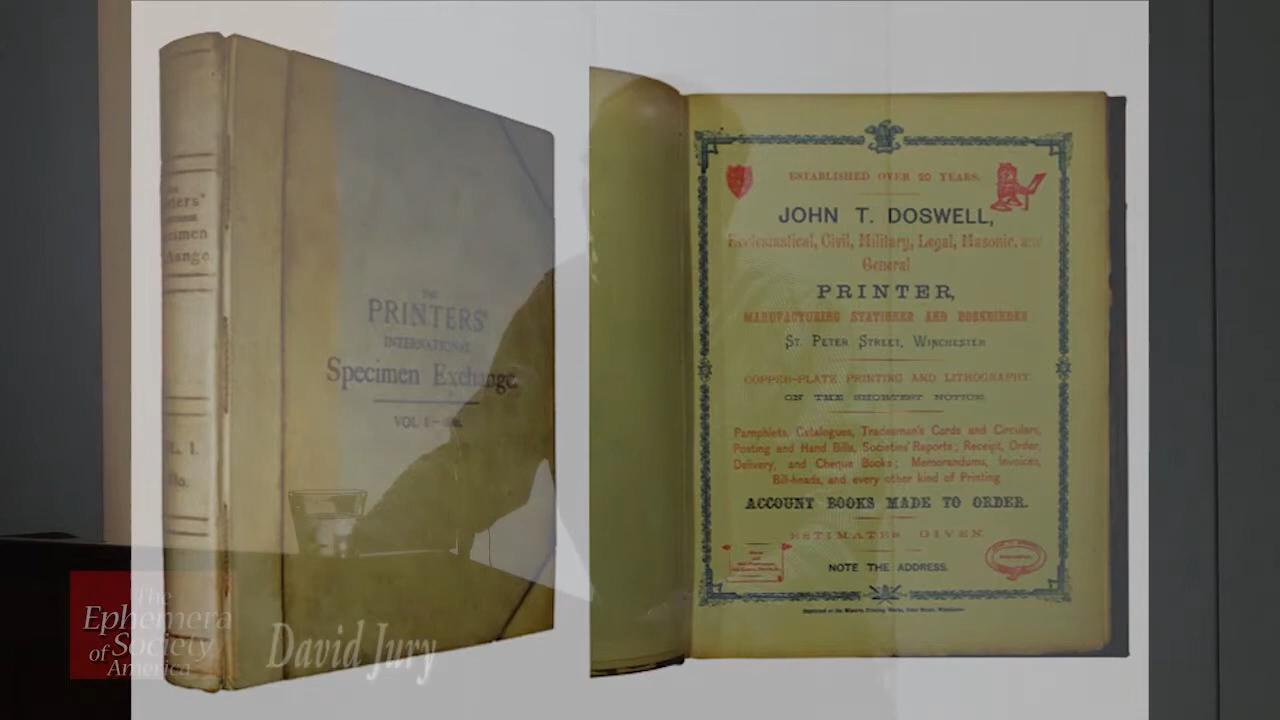 Printers'
THE
PRINTERS'
INTERNATIONAL
Specimen Exchange.
VOL. I
VOL. I.
ESTABLISHED OVER 20 YEARS.
JOHN T. DOSWELL,
Ecclesiastical, Civil, Military, Legal, Masonic, and
General
PRINTER,
MANUFACTURING STATIONER AND BOOKBINDER
ST. PETER STREET, WINCHESTER
COPPER-PLATE PRINTING AND LITHOGRAPHY
ON THE SHORTEST NOTICE.
Pamphlets, Catalogues, Tradesmen's Cards and Circulars,
Posting and Hand Bills, Societies' Reports; Receipt, Order,
Delivery, and Cheque Books; Memorandums, Invoices,
Bill-heads, and every other kind of Printing
ACCOUNT BOOKS MADE TO ORDER.
ESTIMATES GIVEN
NOTE THE ADDRESS.
The
Ephemera
of Society
America
David Jury